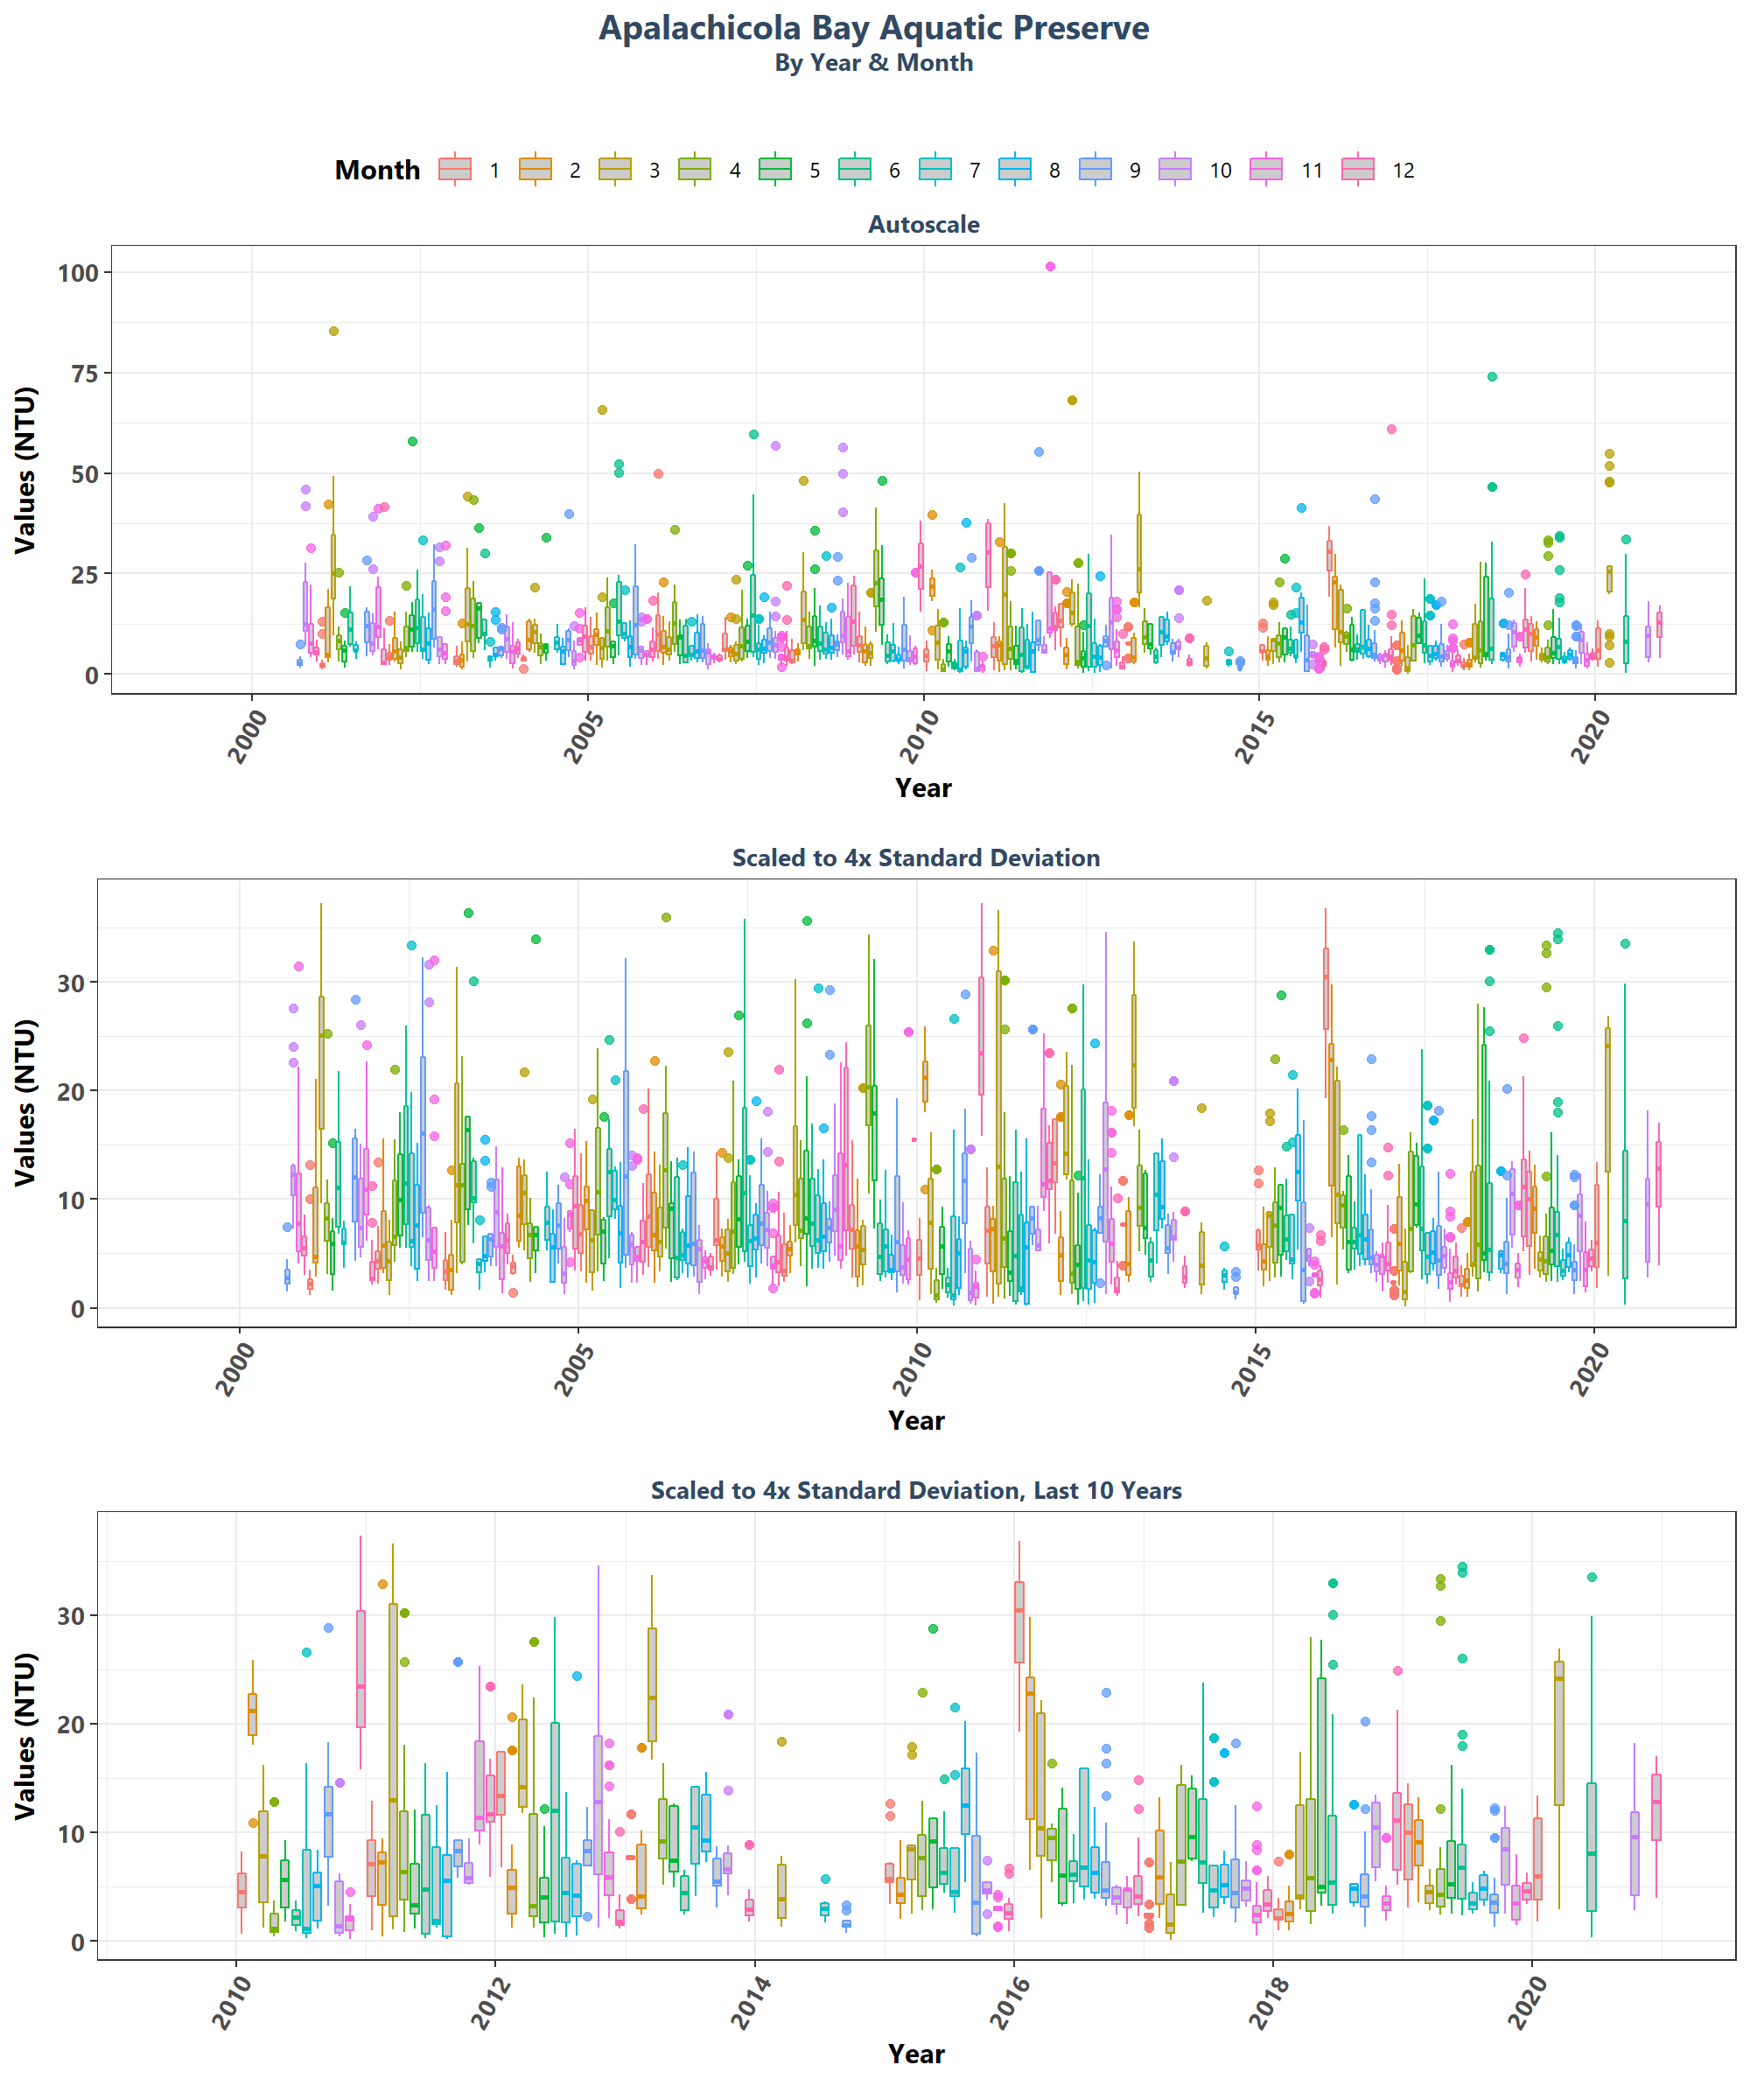 Apalachicola Bay Aquatic Preserve
By Year & Month
Month 1 2 3 4 5 6 7 8 9 10 11 12
Autoscale
Values (NTU)
100
75
50
25
0
2000 2005 2010 2015 2020
Year
Scaled to 4x Standard Deviation
Values (NTU)
30
20
10
0
2000 2005 2010 2015 2020
Year
Scaled to 4x Standard Deviation, Last 10 Years
Values (NTU)
30
20
10
0
2010 2012 2014 2016 2018 2020
Year